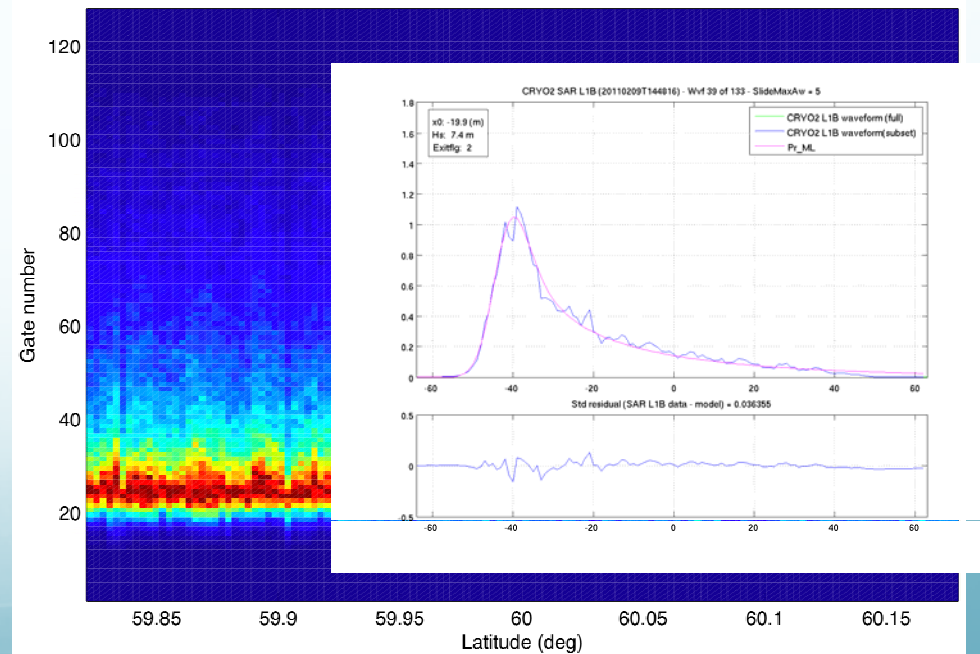 120
100
80
60
40
20
Gate number
59.85 59.9 59.95 60 60.05 60.1 60.15
Latitude (deg)
CRYO2 SAR L1B (20110209T144816) - Wvf 39 of 133 - SlideMaxAw = 5
x0: -19.9 (m)
Hs: 7.4 m
Exitflg: 2
CRYO2 L1B waveform (full)
CRYO2 L1B waveform(subset)
Pr_ML
1.8
1.6
1.4
1.2
1
0.8
0.6
0.4
0.2
0
-60 -40 -20 0 20 40 60
Std residual (SAR L1B data - model) = 0.036355
0.5
0
-0.5
-60 -40 -20 0 20 40 60